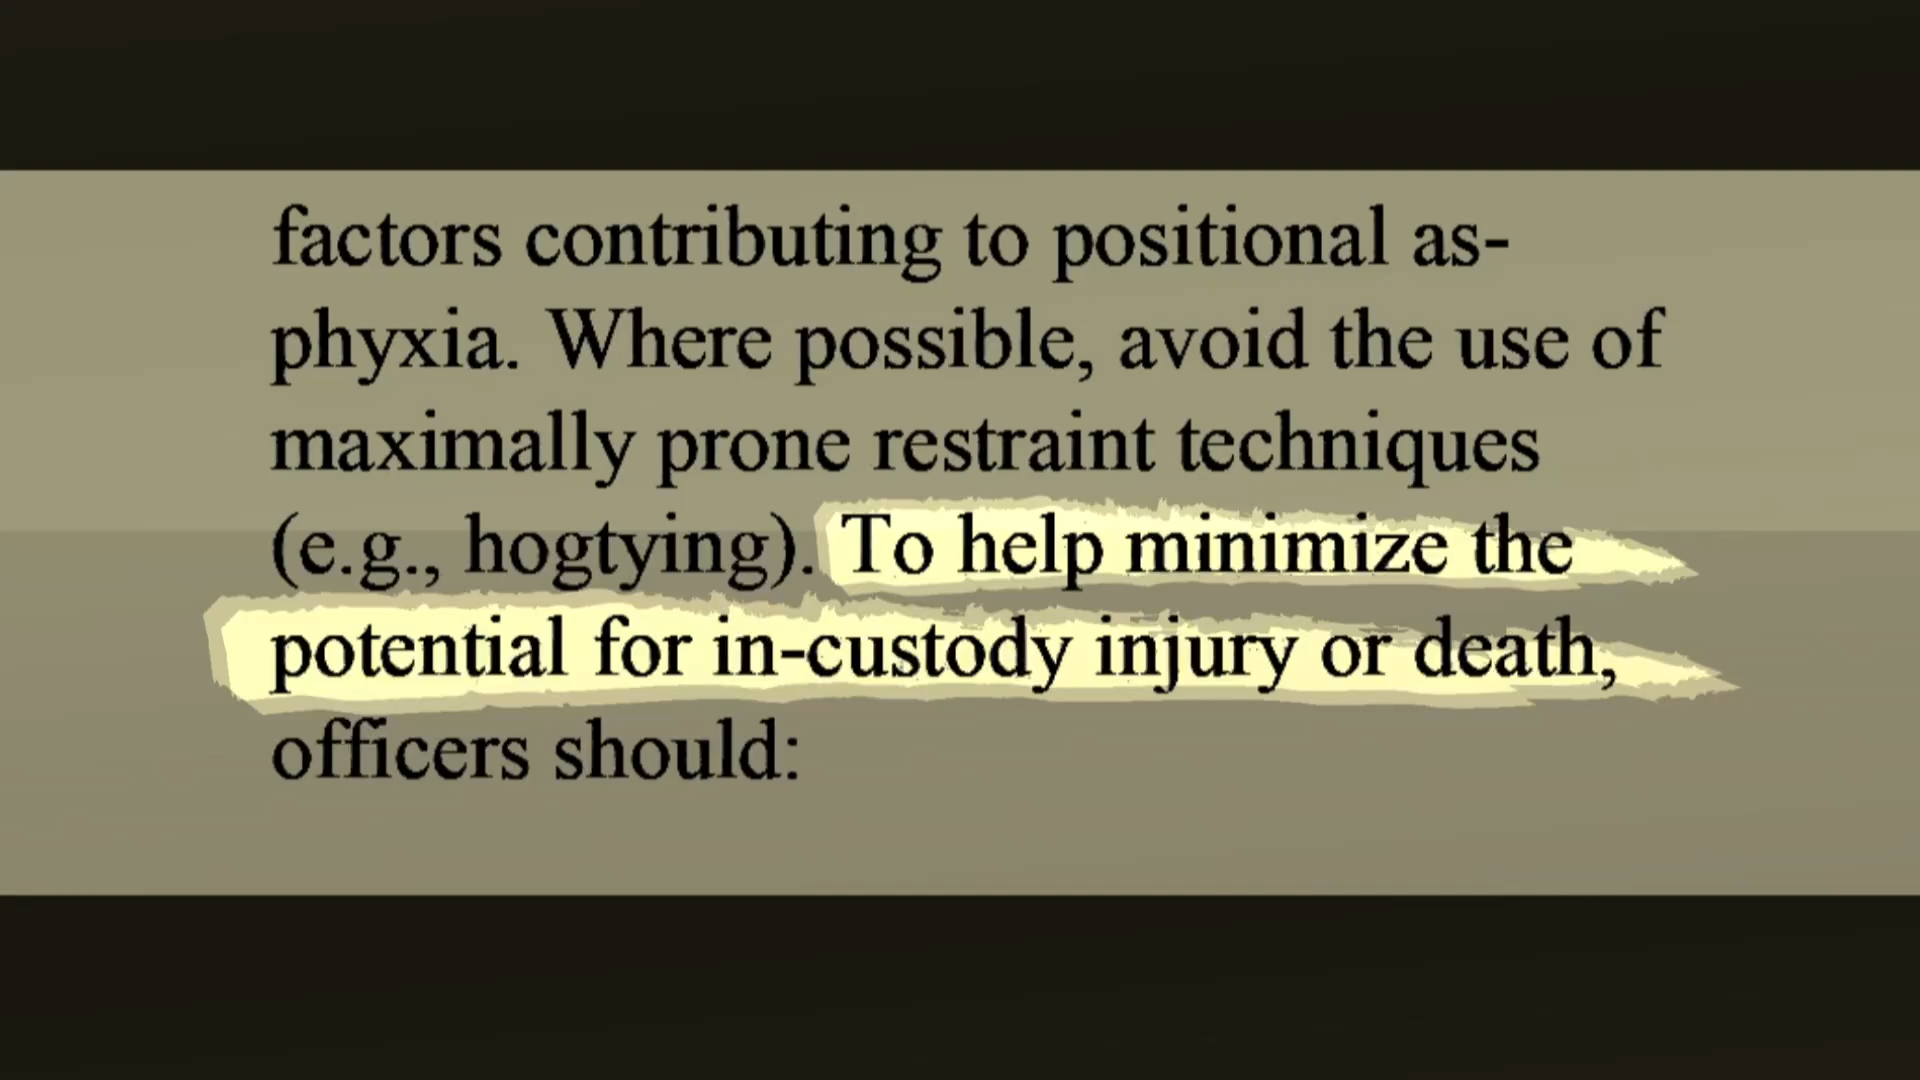 factors contributing to positional as-
phyxia. Where possible, avoid the use of
maximally prone restraint techniques
(e.g., hogtying). To help minimize the
potential for in-custody injury or death,
officers should: